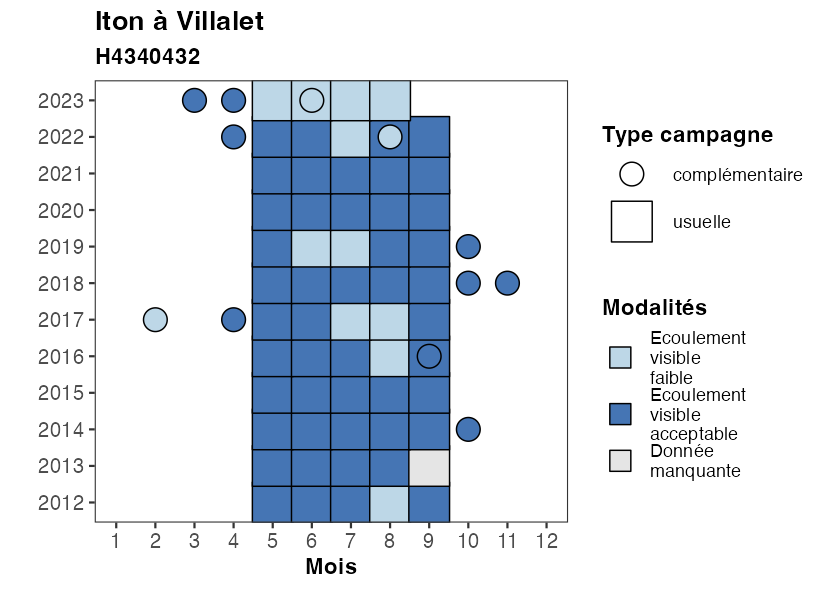 Iton à Villalet
H4340432
2023
2022
2021
2020
2019
2018
2017
2016
2015
2014
2013
2012
1 2 3 4 5 6 7 8 9 10 11 12
Mois
Type campagne
complémentaire
usuelle
Modalités
Ecoulement
visible
faible
Ecoulement
visible
acceptable
Donnée
manquante